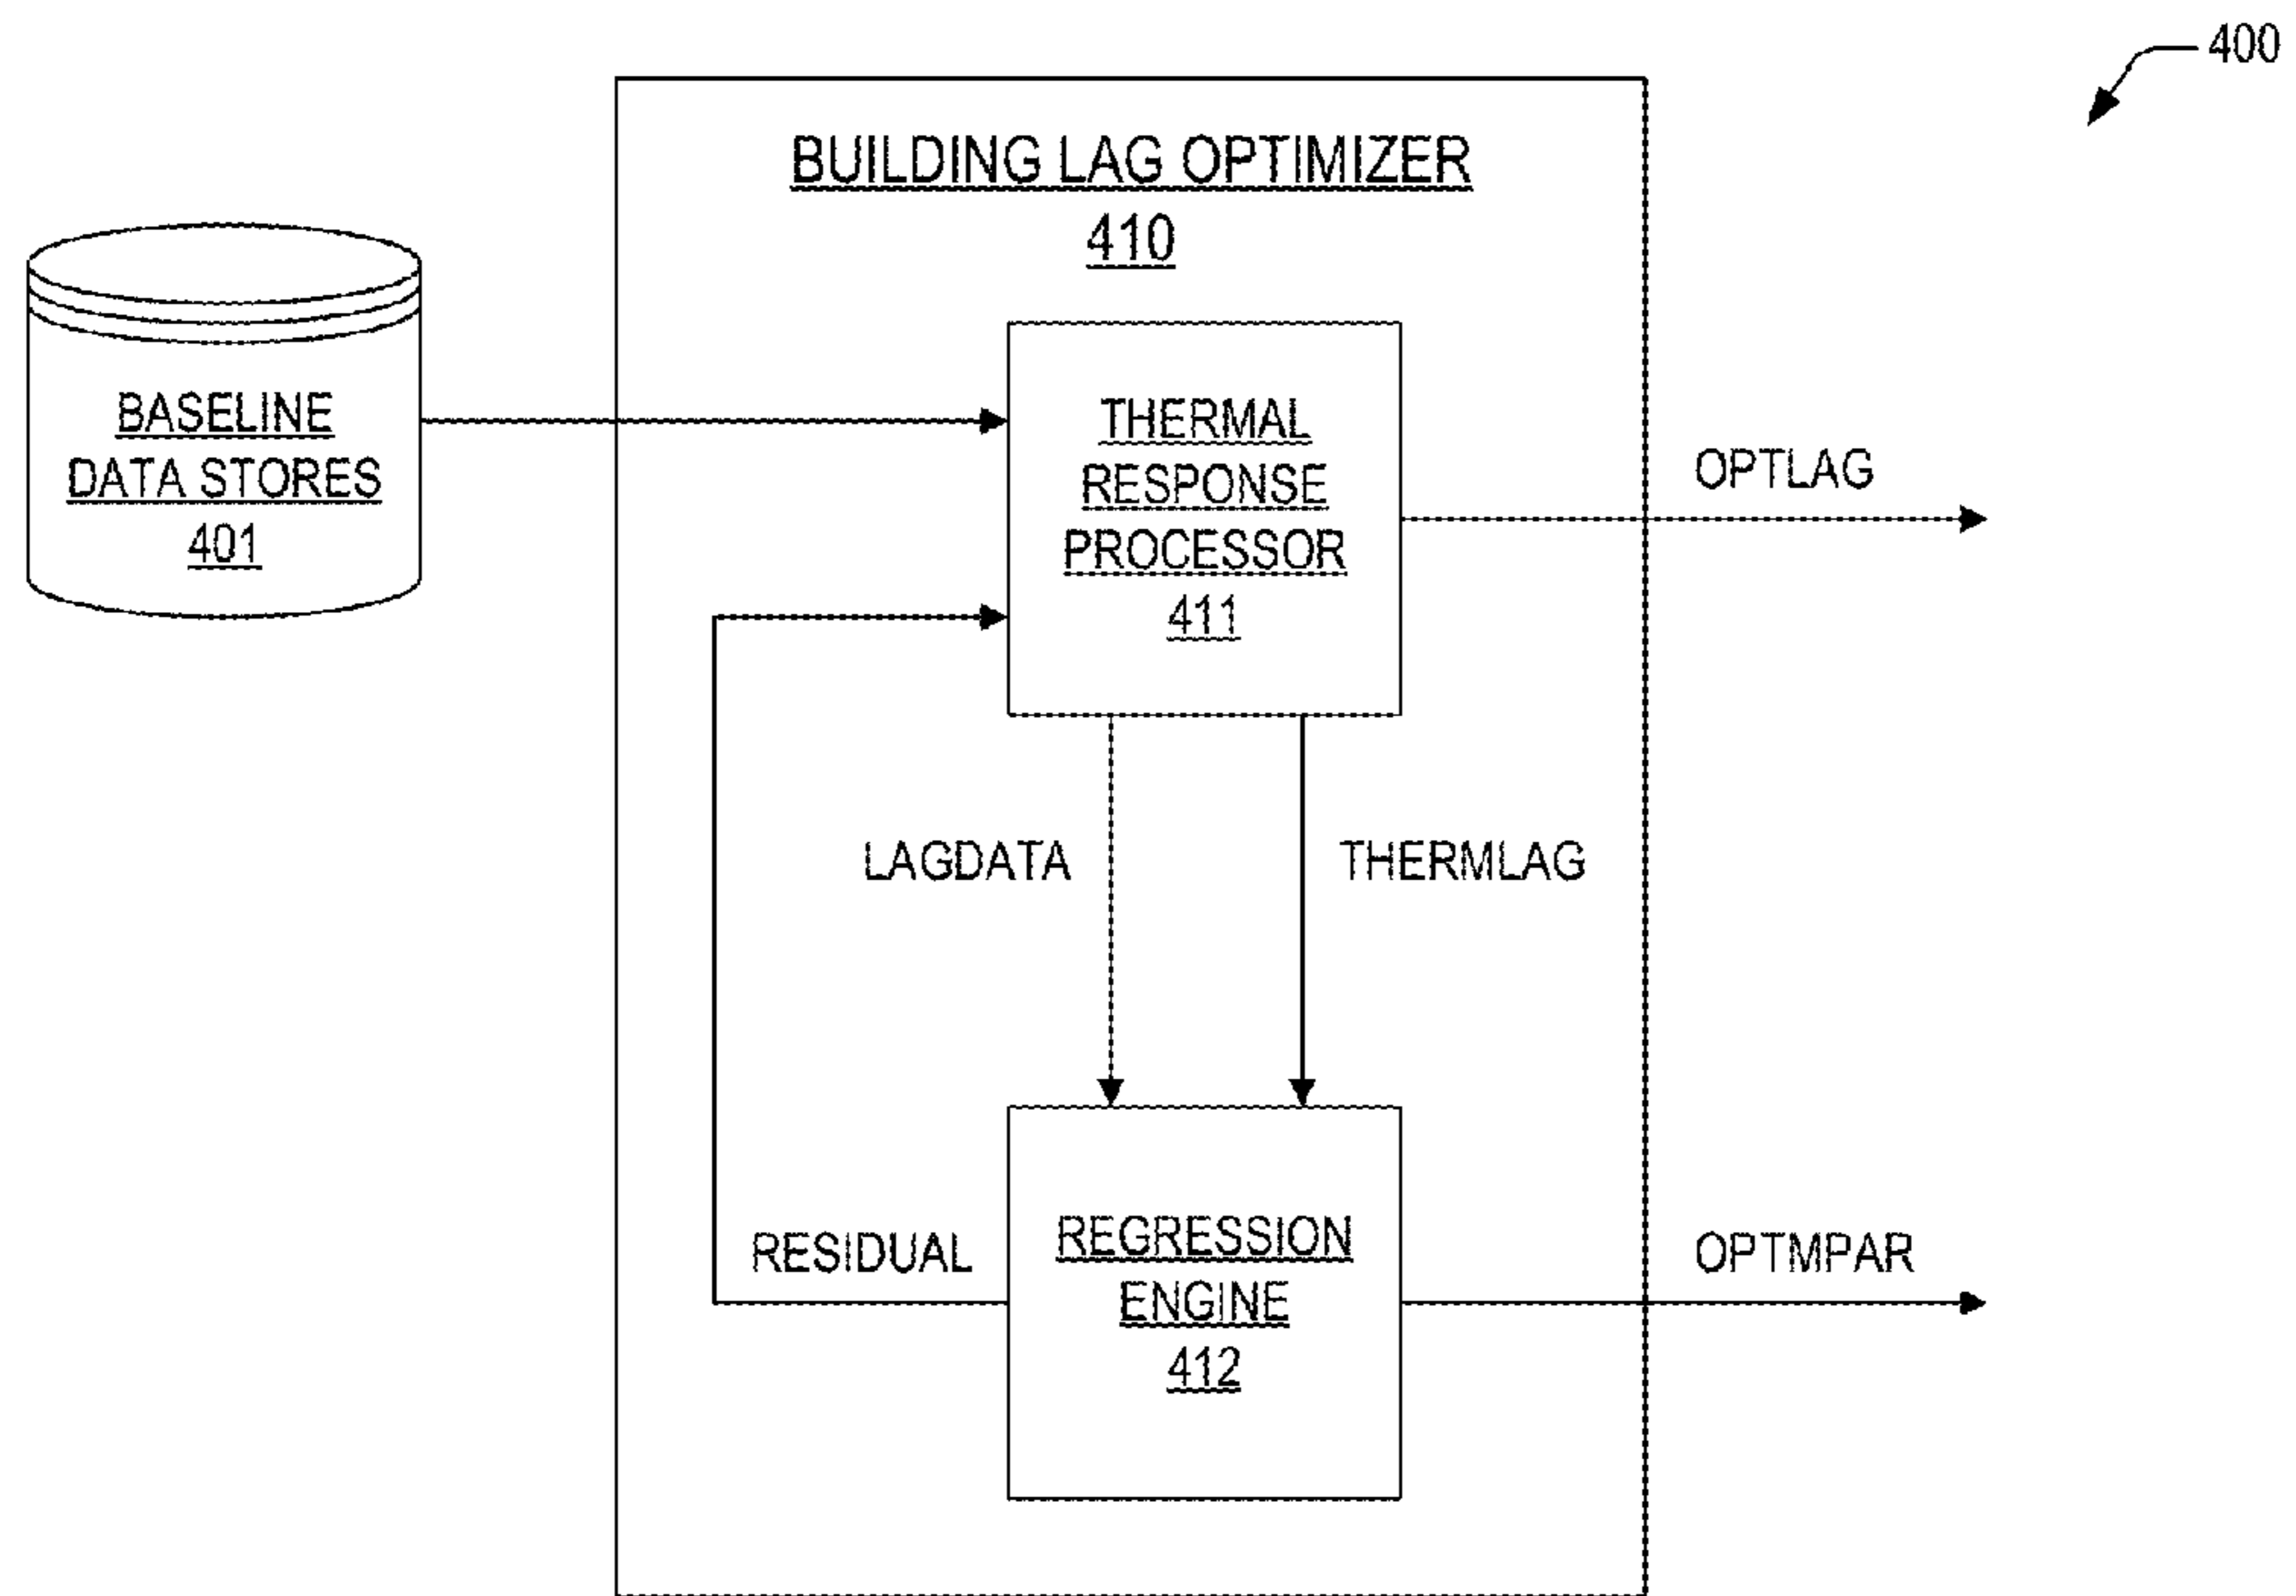 400
BUILDING LAG OPTIMIZER
410
BASELINE
DATA STORES
401
THERMAL
RESPONSE
PROCESSOR
411
OPTLAG
LAGDATA
THERMLAG
RESIDUAL
REGRESSION
ENGINE
412
OPTMPAR